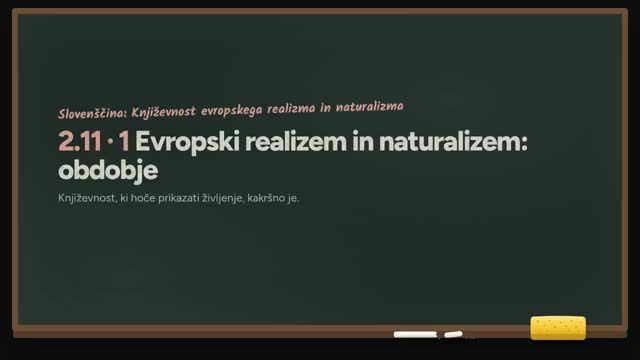 Slovenščina: Književnost evropskega realizma in naturalizma
2.11 · 1 Evropski realizem in naturalizem:
obdobje
Književnost, ki hoče prikazati življenje, kakršno je.